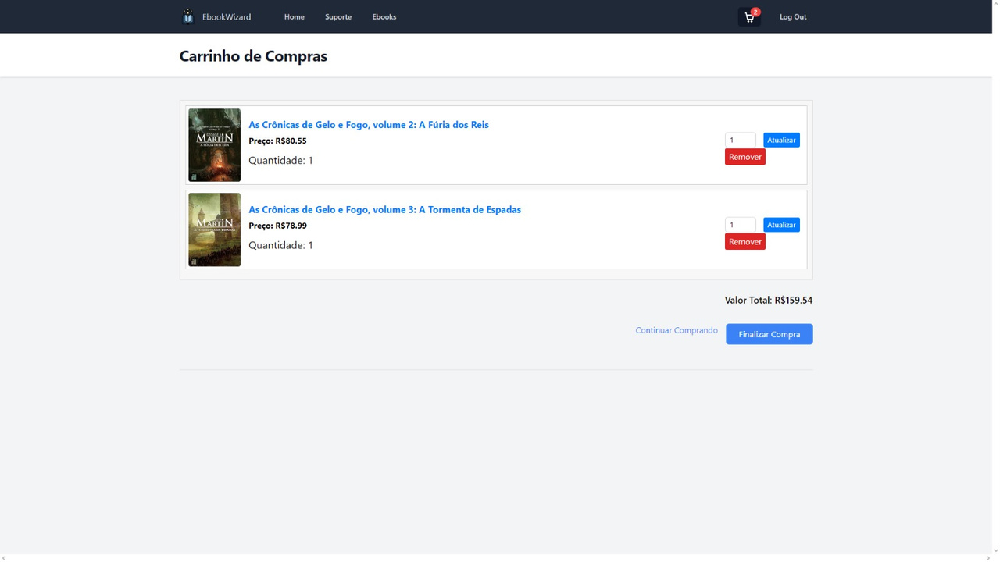 EbookWizard Home Suporte Ebooks 2 Log Out
Carrinho de Compras
As Crônicas de Gelo e Fogo, volume 2: A Fúria dos Reis
Preço: R$80.55
Quantidade: 1
1 Atualizar
Remover
MARTIN
As Crônicas de Gelo e Fogo, volume 3: A Tormenta de Espadas
Preço: R$78.99
Quantidade: 1
1 Atualizar
Remover
MARTIN
Valor Total: R$159.54
Continuar Comprando Finalizar Compra